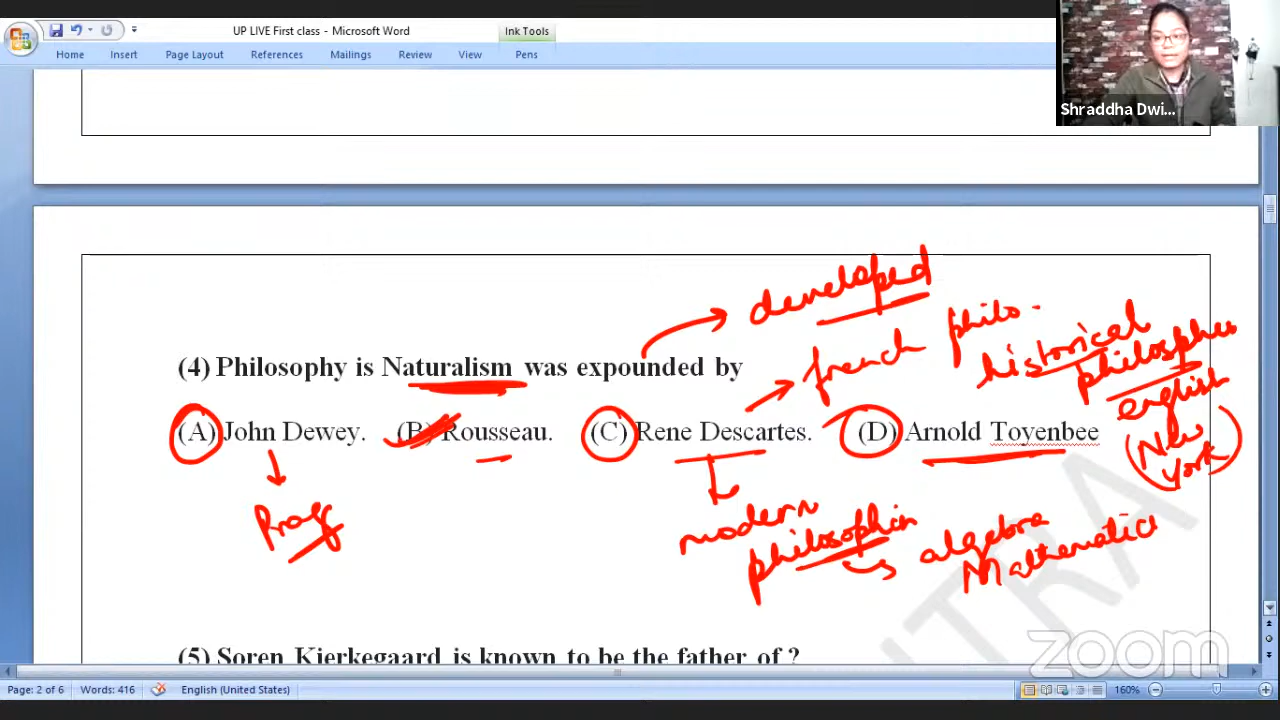 UP LIVE First class - Microsoft Word
Ink Tools
Home
Insert
Page Layout
References
Mailings
Review
View
Pens
Shraddha Dwi...
developed
french philo.
historical
philospher
english
(New
York)
(4) Philosophy is Naturalism was expounded by
(A) John Dewey. (B) Rousseau. (C) Rene Descartes. (D) Arnold Toyenbee
Prag
modern
philosophin
algebra
Mathematic
(5) Soren Kierkegaard is known to be the father of ?
zoom
Page: 2 of 6
Words: 416
English (United States)
160%